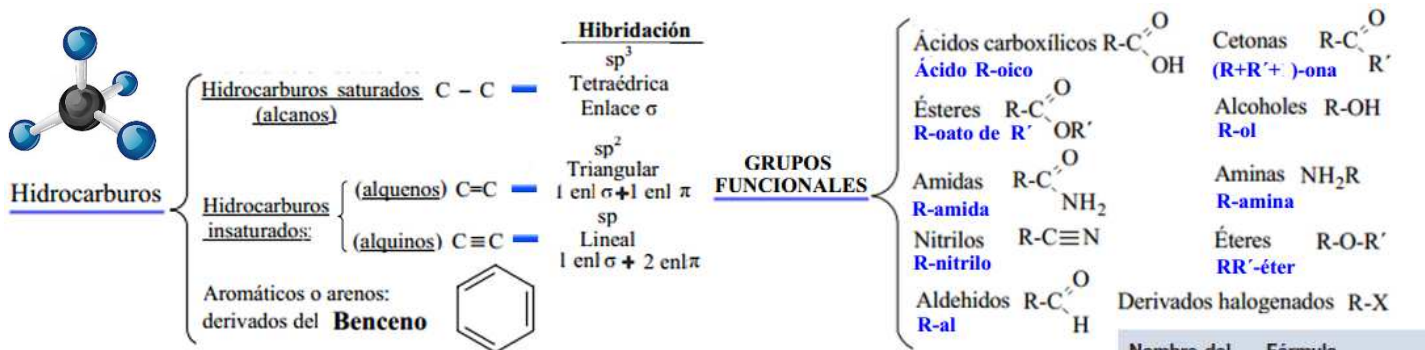 Hibridación
sp³
Tetraédrica
Enlace σ
Hidrocarburos saturados C – C
(alcanos)
sp²
Triangular
1 enl σ+1 enl π
Hidrocarburos
Hidrocarburos
insaturados:
(alquenos) C=C
sp
Lineal
1 enl σ + 2 enl π
(alquinos) C≡C
Aromáticos o arenos:
derivados del Benceno
GRUPOS
FUNCIONALES
Ácidos carboxílicos R-C O OH
Ácido R-oico
Cetonas R-C O R´
(R+R´+ )-ona
Ésteres R-C O OR´
R-oato de R´
Alcoholes R-OH
R-ol
Amidas R-C O NH₂
R-amida
Aminas NH₂R
R-amina
Nitrilos R-C≡N
R-nitrilo
Éteres R-O-R´
RR´-éter
Aldehidos R-C O H
R-al
Derivados halogenados R-X